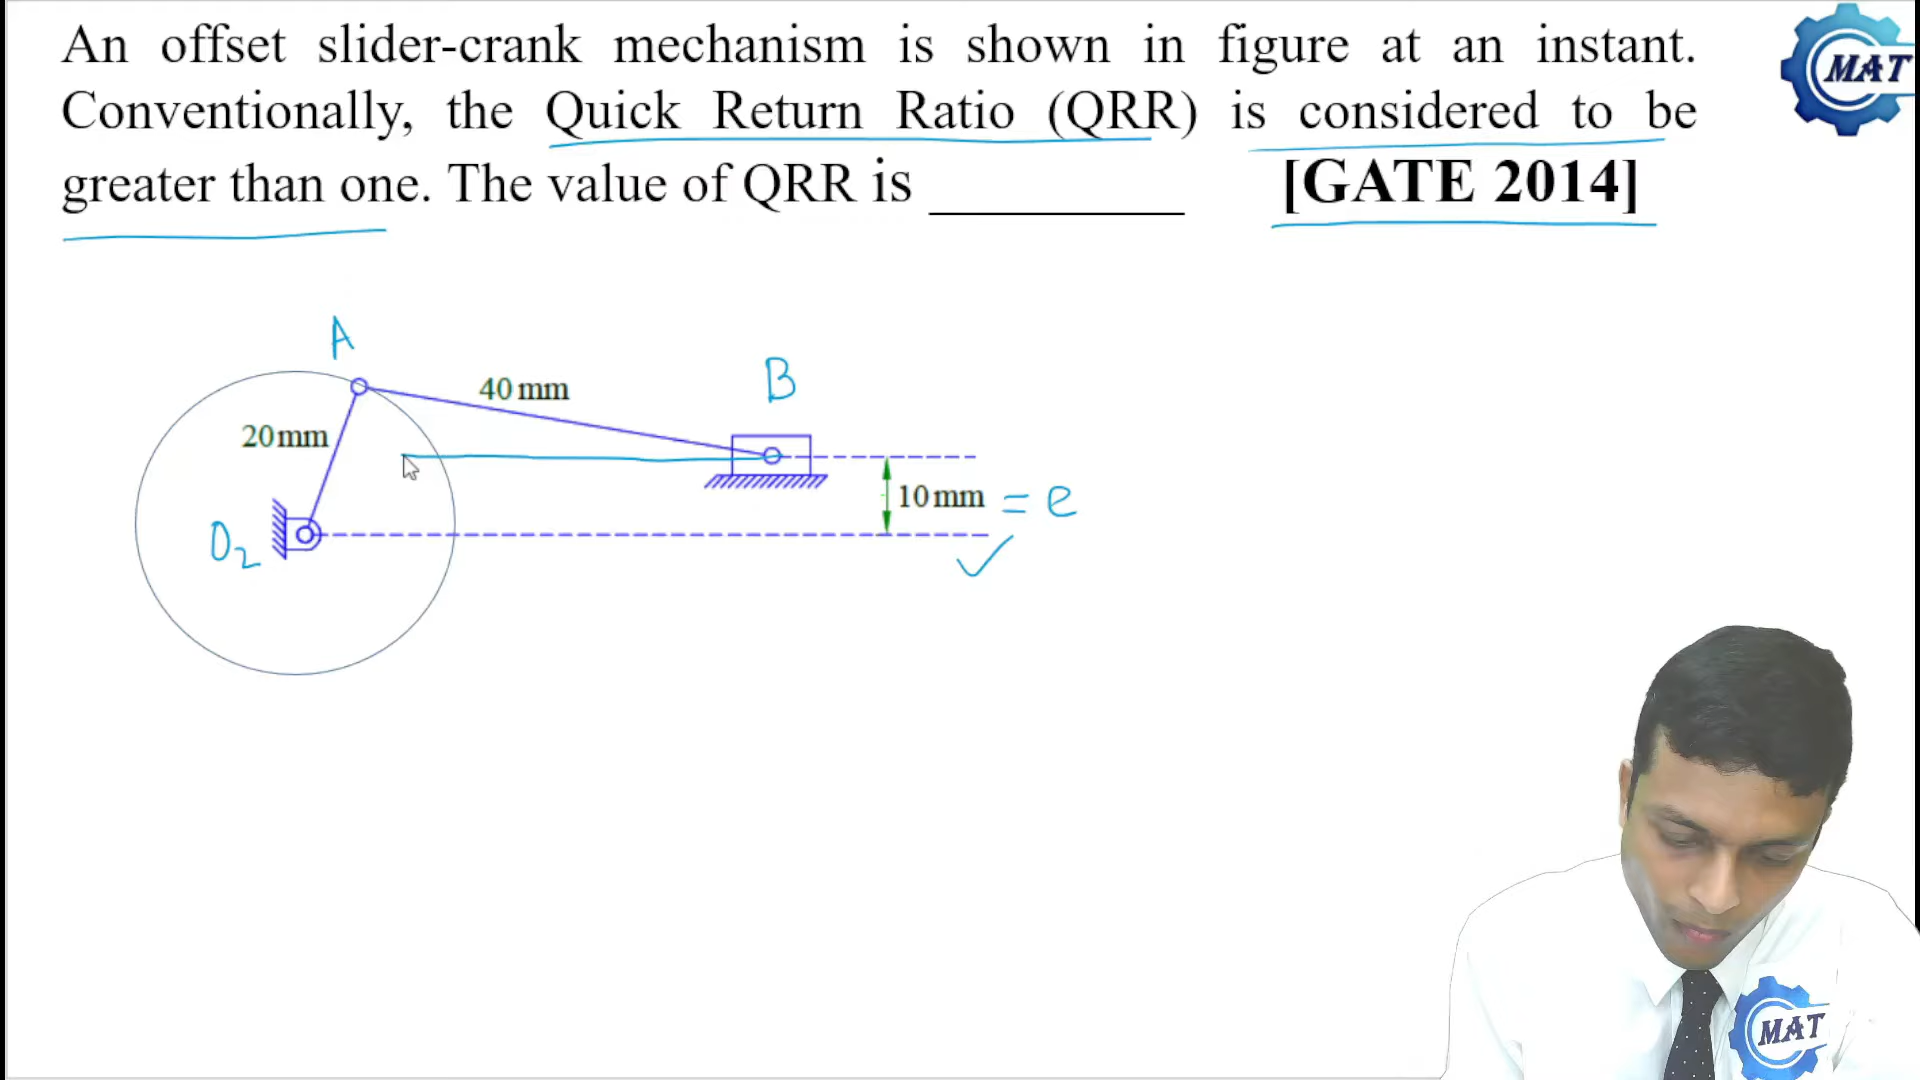 An offset slider-crank mechanism is shown in figure at an instant.
Conventionally, the Quick Return Ratio (QRR) is considered to be
greater than one. The value of QRR is __________ [GATE 2014]
MAT
A
40 mm
B
20mm
10 mm = e
O2
MAT